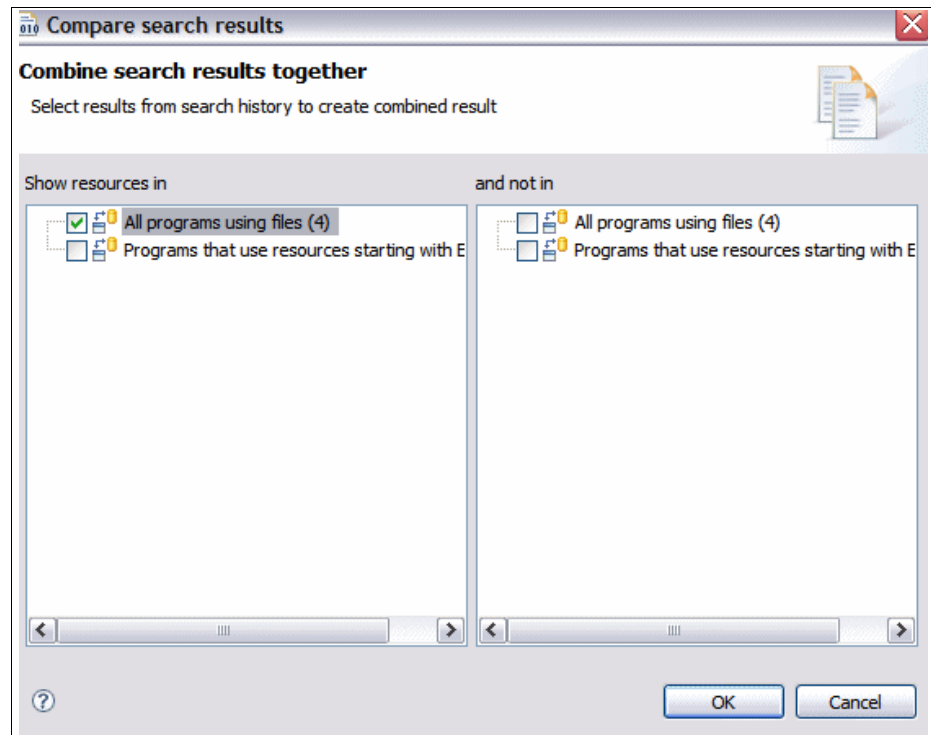 010 Compare search results
Combine search results together
Select results from search history to create combined result
Show resources in
and not in
All programs using files (4)
Programs that use resources starting with E
All programs using files (4)
Programs that use resources starting with E
?
OK
Cancel